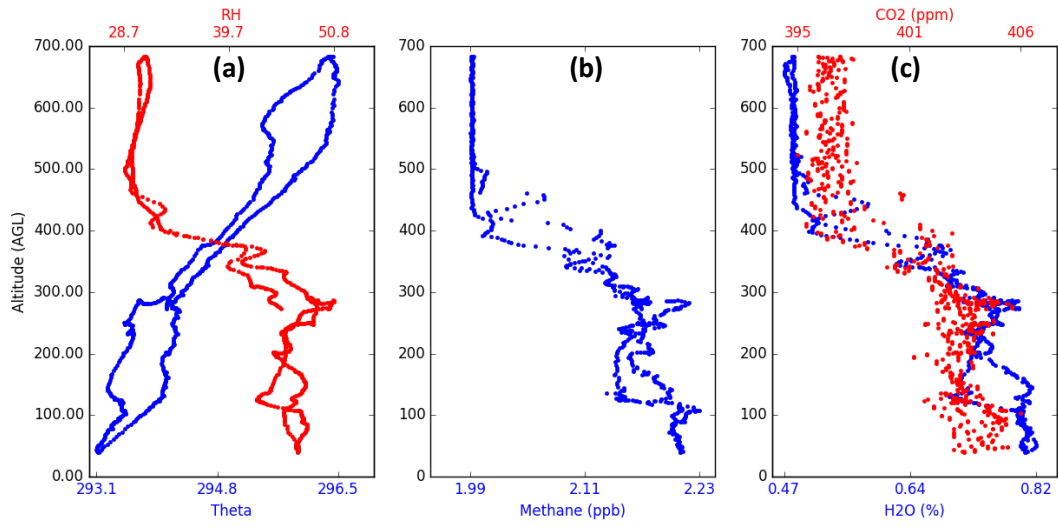 RH
28.7 39.7 50.8
CO2 (ppm)
395 401 406
(a)
(b)
(c)
Altitude (AGL)
700.00
600.00
500.00
400.00
300.00
200.00
100.00
0.00
293.1 294.8 296.5
Theta
700
600
500
400
300
200
100
0
1.99 2.11 2.23
Methane (ppb)
700
600
500
400
300
200
100
0
0.47 0.64 0.82
H2O (%)